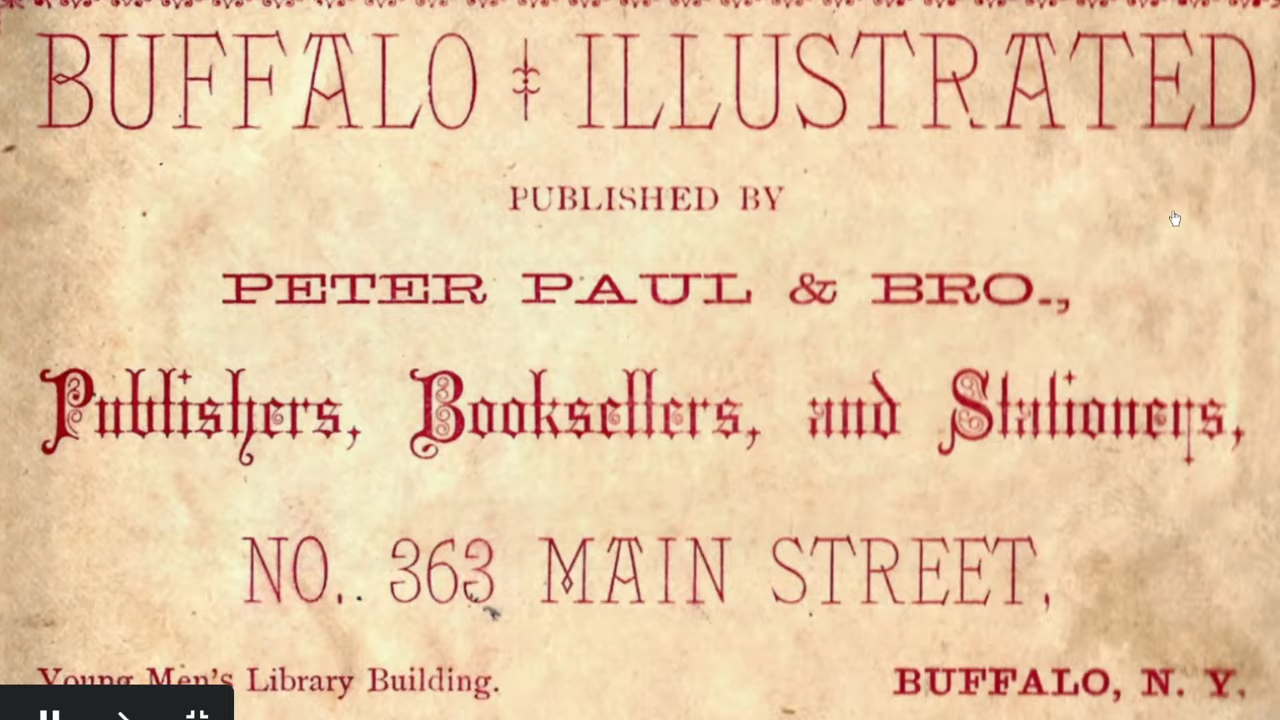 BUFFALO ILLUSTRATED
PUBLISHED BY
PETER PAUL & BRO.,
Publishers, Booksellers, and Stationers,
NO. 363 MAIN STREET,
Young Men's Library Building. BUFFALO, N. Y.